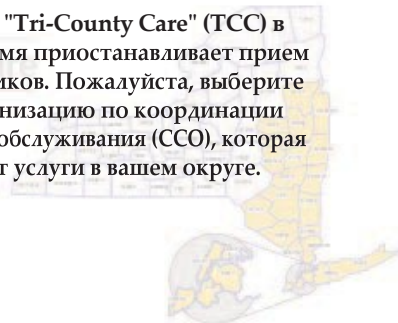 "Tri-County Care" (TCC) в
мя приостанавливает прием
иков. Пожалуйста, выберите
низацию по координации
обслуживания (CCO), которая
т услуги в вашем округе.